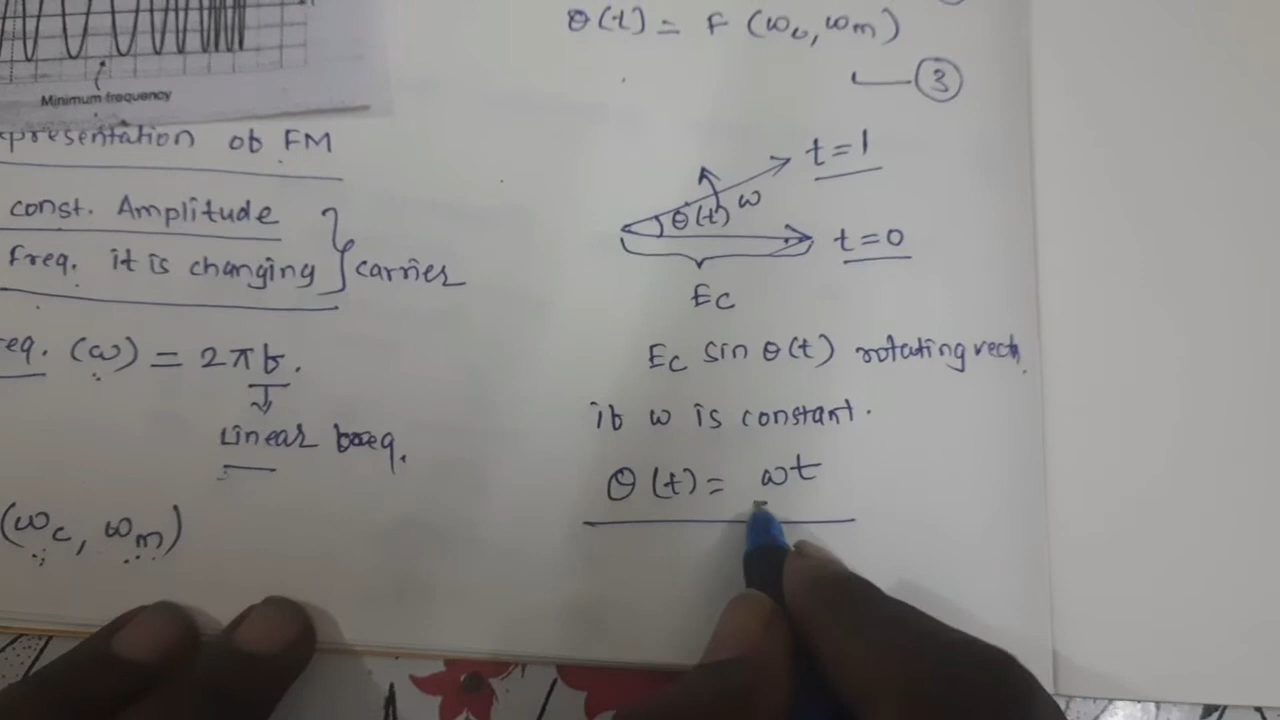 Minimum frequency
presentation of FM
const. Amplitude
Freq. it is changing } carrier
eq. (ω) = 2πf.
Linear freq.
(ωc, ωm)
θ(t) = F (ωc, ωm)
3
t=1
θ(t) ω
t=0
Ec
Ec sin θ(t) rotating vect.
if ω is constant.
θ(t) = ωt